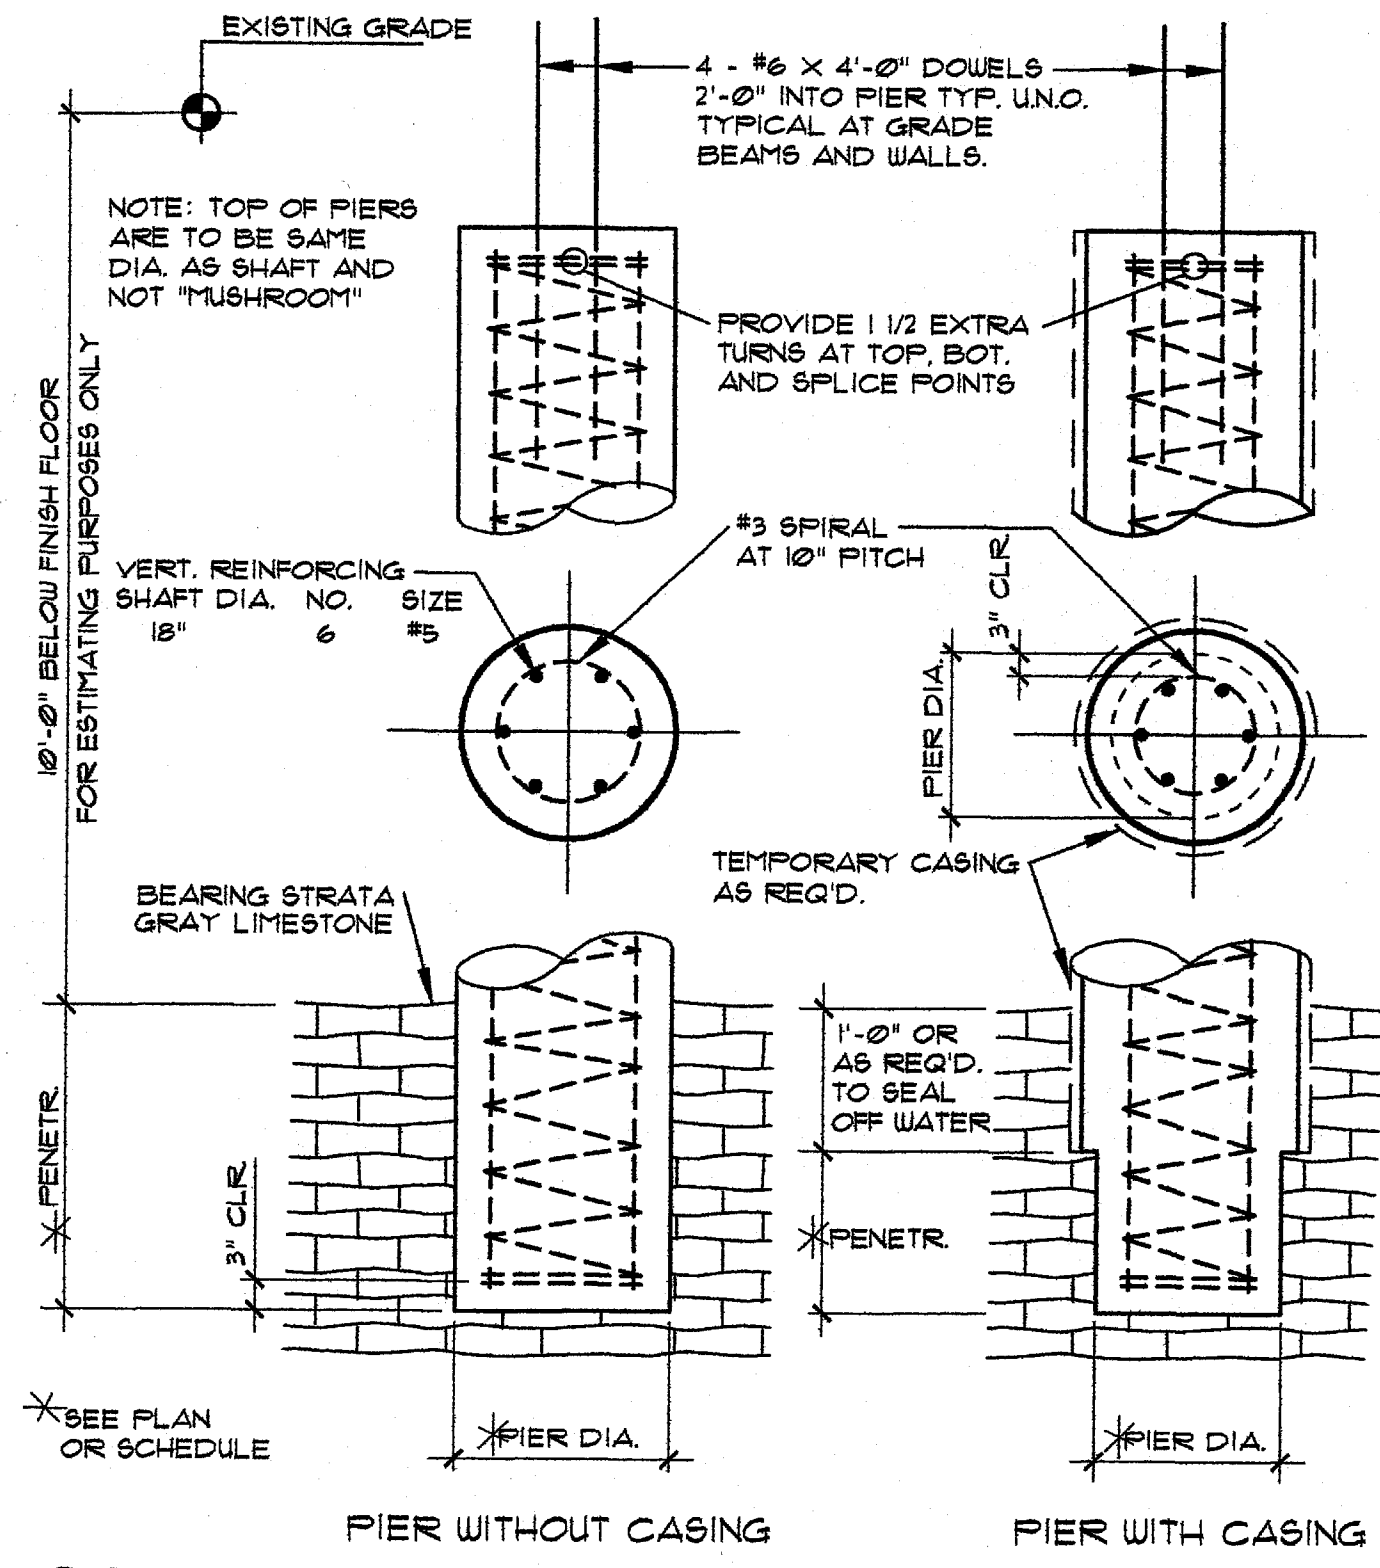 EXISTING GRADE
4 - #6 X 4'-0" DOWELS
2'-0" INTO PIER TYP. U.N.O.
TYPICAL AT GRADE
BEAMS AND WALLS.
NOTE: TOP OF PIERS
ARE TO BE SAME
DIA. AS SHAFT AND
NOT "MUSHROOM"
PROVIDE 1 1/2 EXTRA
TURNS AT TOP, BOT.
AND SPLICE POINTS
10'-0" BELOW FINISH FLOOR
FOR ESTIMATING PURPOSES ONLY
#3 SPIRAL
AT 10" PITCH
VERT. REINFORCING
SHAFT DIA. NO. SIZE
18" 6 #5
3" CLR
PIER DIA.
TEMPORARY CASING
AS REQ'D.
BEARING STRATA
GRAY LIMESTONE
1'-0" OR
AS REQ'D.
TO SEAL
OFF WATER
* PENETR.
3" CLR
* PENETR.
* SEE PLAN
OR SCHEDULE
* PIER DIA.
* PIER DIA.
PIER WITHOUT CASING
PIER WITH CASING